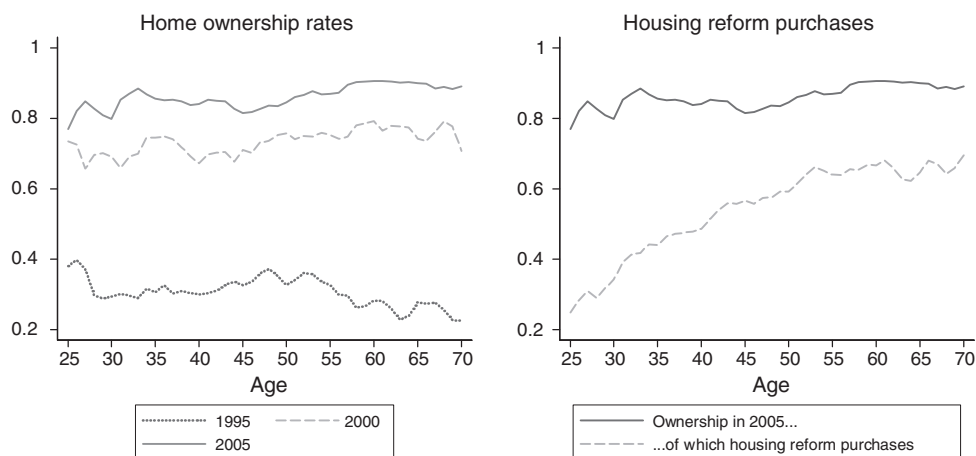 Home ownership rates
1
0.8
0.6
0.4
0.2
25 30 35 40 45 50 55 60 65 70
Age
1995 2000
2005
Housing reform purchases
1
0.8
0.6
0.4
0.2
25 30 35 40 45 50 55 60 65 70
Age
Ownership in 2005...
...of which housing reform purchases